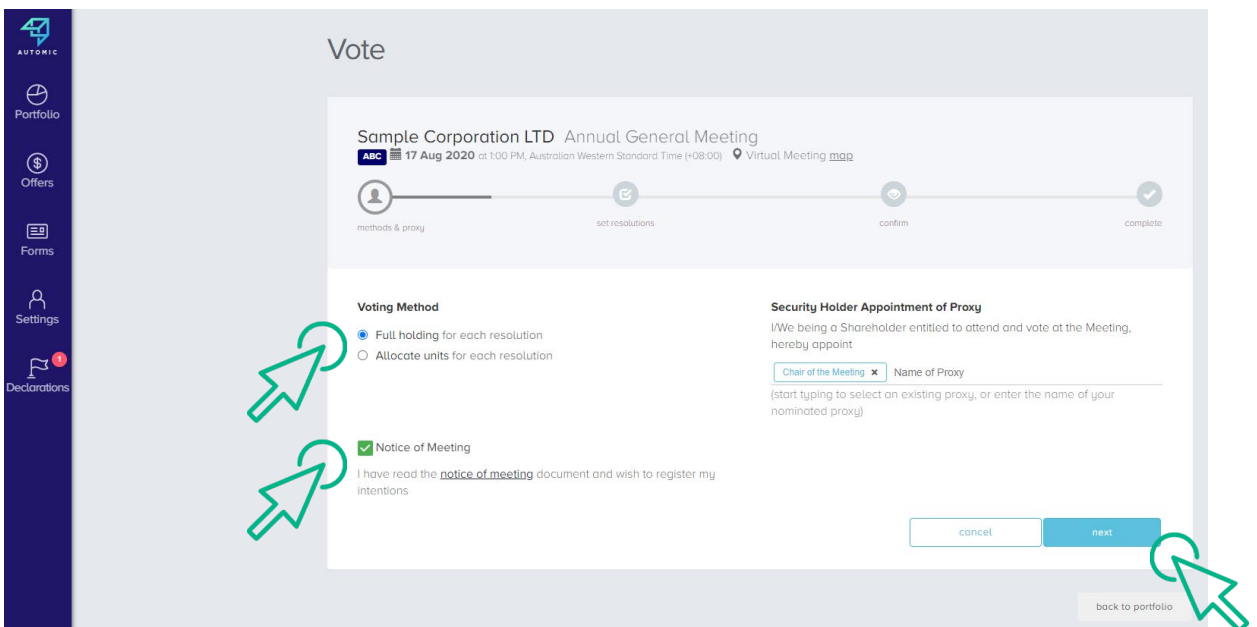 AUTOMIC
Portfolio
Offers
Forms
Settings
1
Declarations
Vote
Sample Corporation LTD Annual General Meeting
ABC 17 Aug 2020 at 1:00 PM, Australian Western Standard Time (+08:00) Virtual Meeting map
methods & proxy set resolutions confirm complete
Voting Method
Full holding for each resolution
Allocate units for each resolution
Notice of Meeting
I have read the notice of meeting document and wish to register my
intentions
Security Holder Appointment of Proxy
I/We being a Shareholder entitled to attend and vote at the Meeting,
hereby appoint
Chair of the Meeting × Name of Proxy
(start typing to select an existing proxy, or enter the name of your
nominated proxy)
cancel next
back to portfolio